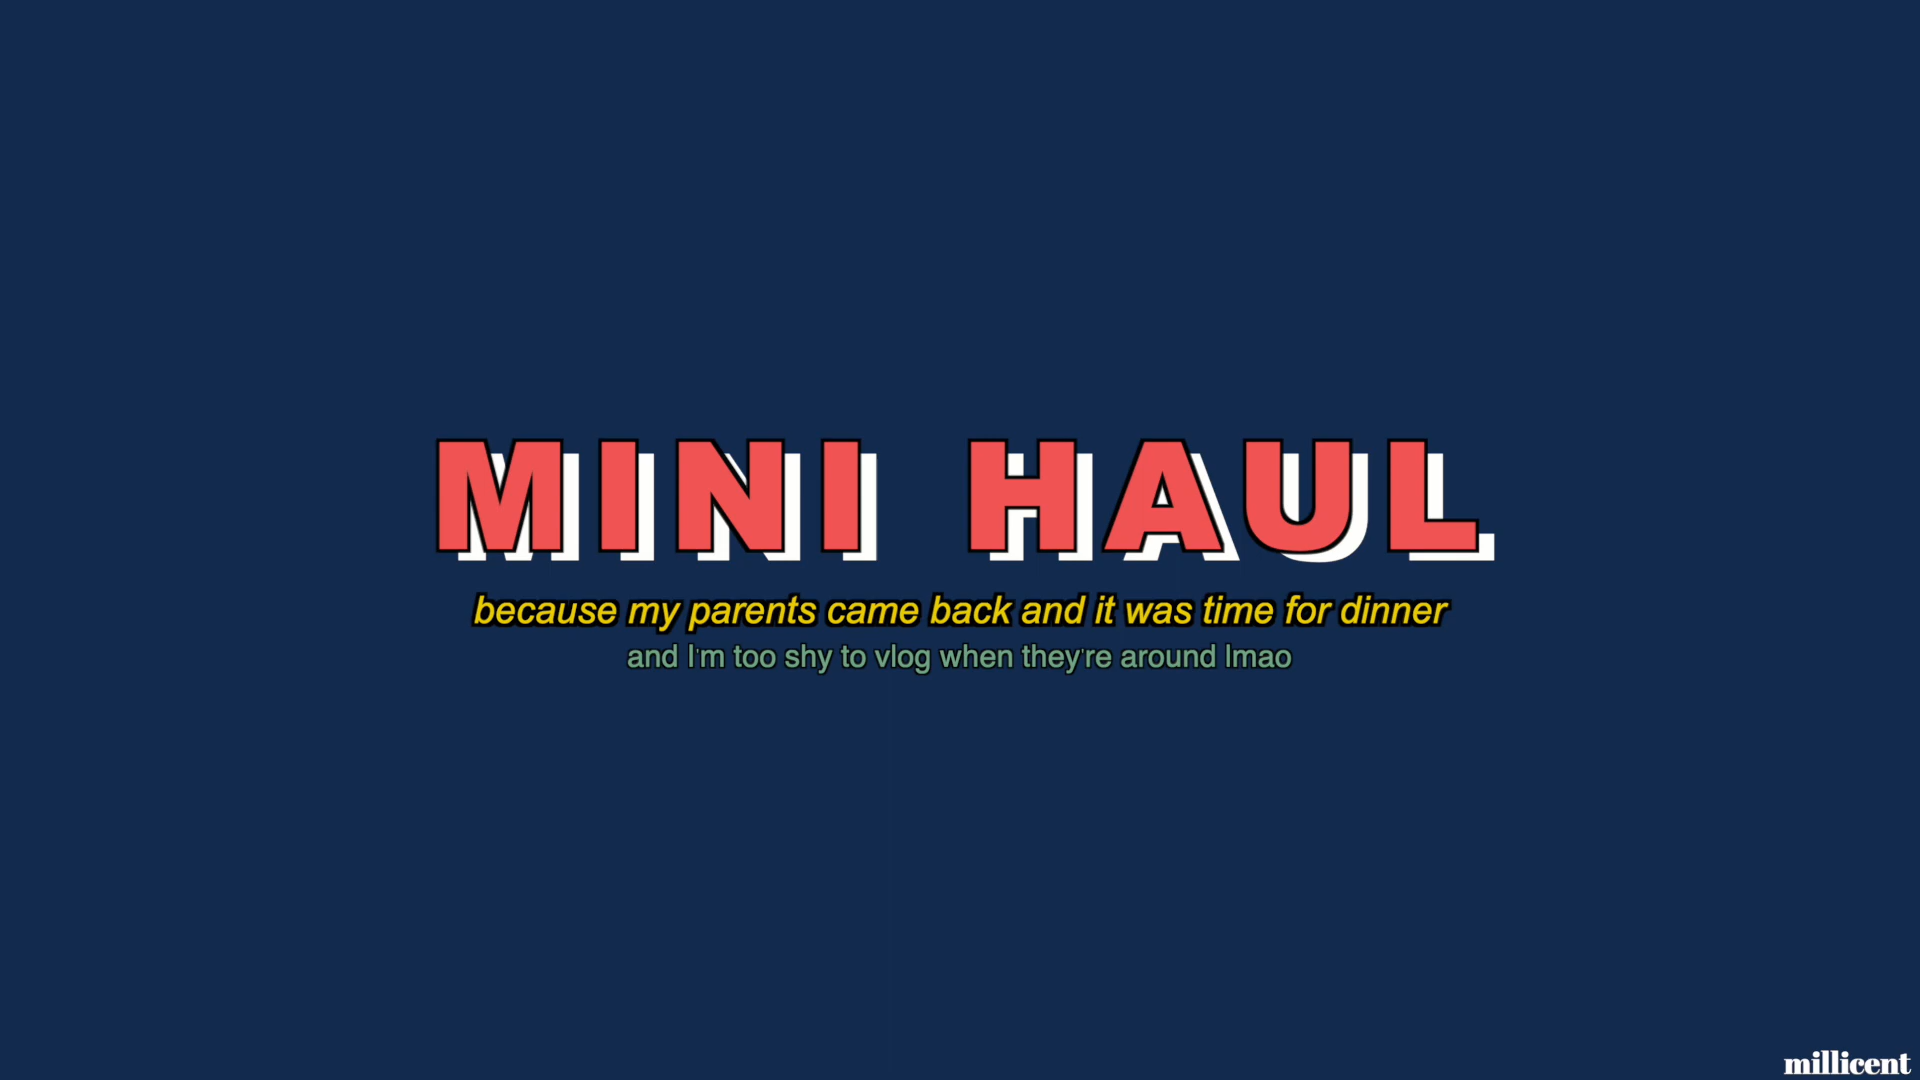 MINI HAUL
because my parents came back and it was time for dinner
and I'm too shy to vlog when they're around lmao
millicent